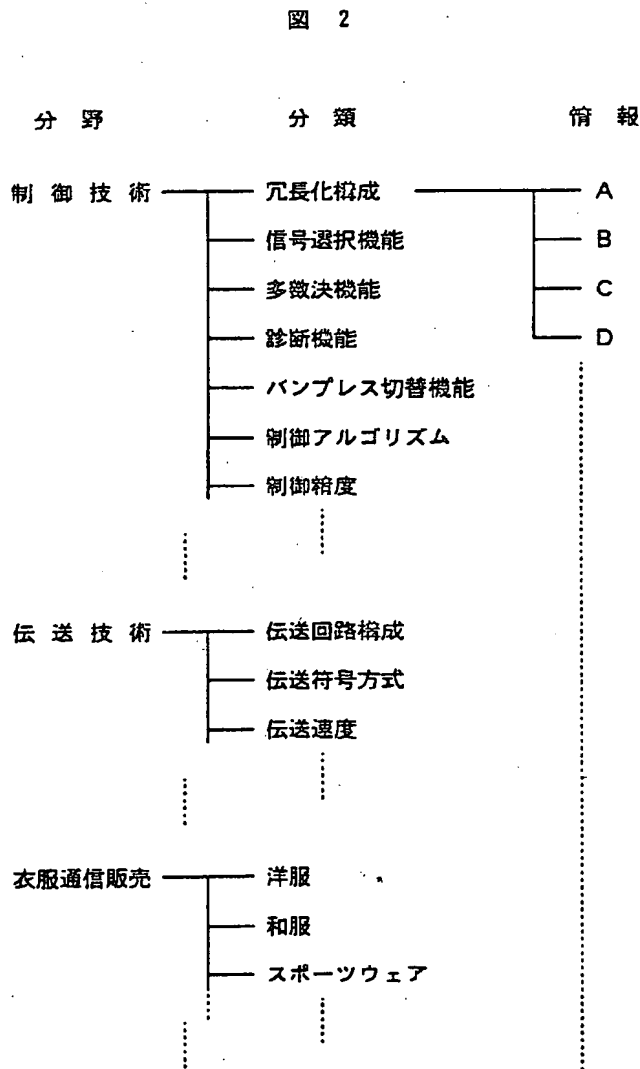 図 2
分野 分類 情報
制御技術 冗長化構成 A
信号選択機能 B
多数決機能 C
診断機能 D
バンプレス切替機能
制御アルゴリズム
制御精度
伝送技術 伝送回路構成
伝送符号方式
伝送速度
衣服通信販売 洋服
和服
スポーツウェア